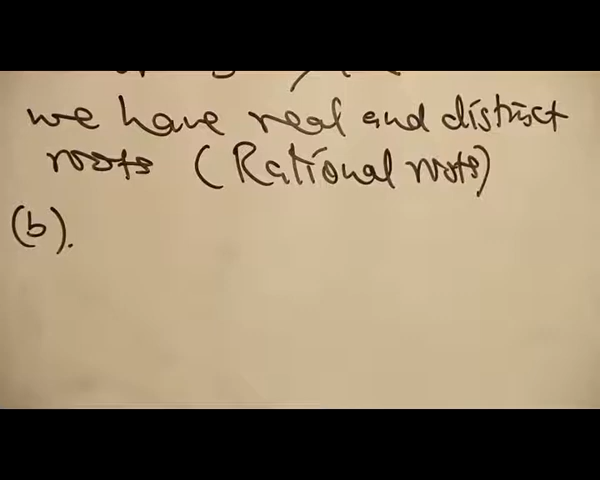 we have real and distinct
roots (Rational roots)
(b).